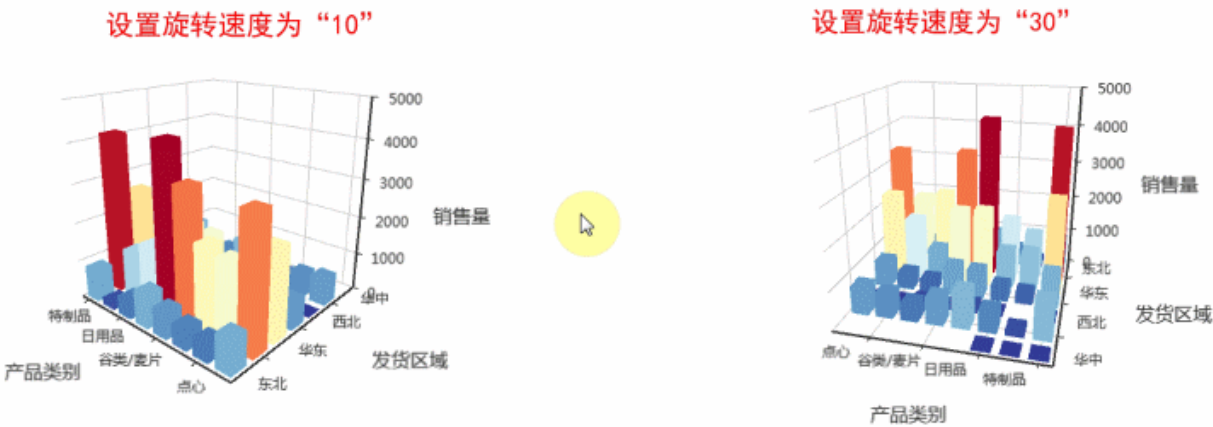 设置旋转速度为“10”
5000
4000
3000
2000
1000
0
销售量
华中
西北
华东
东北
发货区域
特制品
日用品
谷类/麦片
点心
产品类别
设置旋转速度为“30”
5000
4000
3000
2000
1000
0
销售量
东北
华东
西北
华中
发货区域
点心
谷类/麦片
日用品
特制品
产品类别